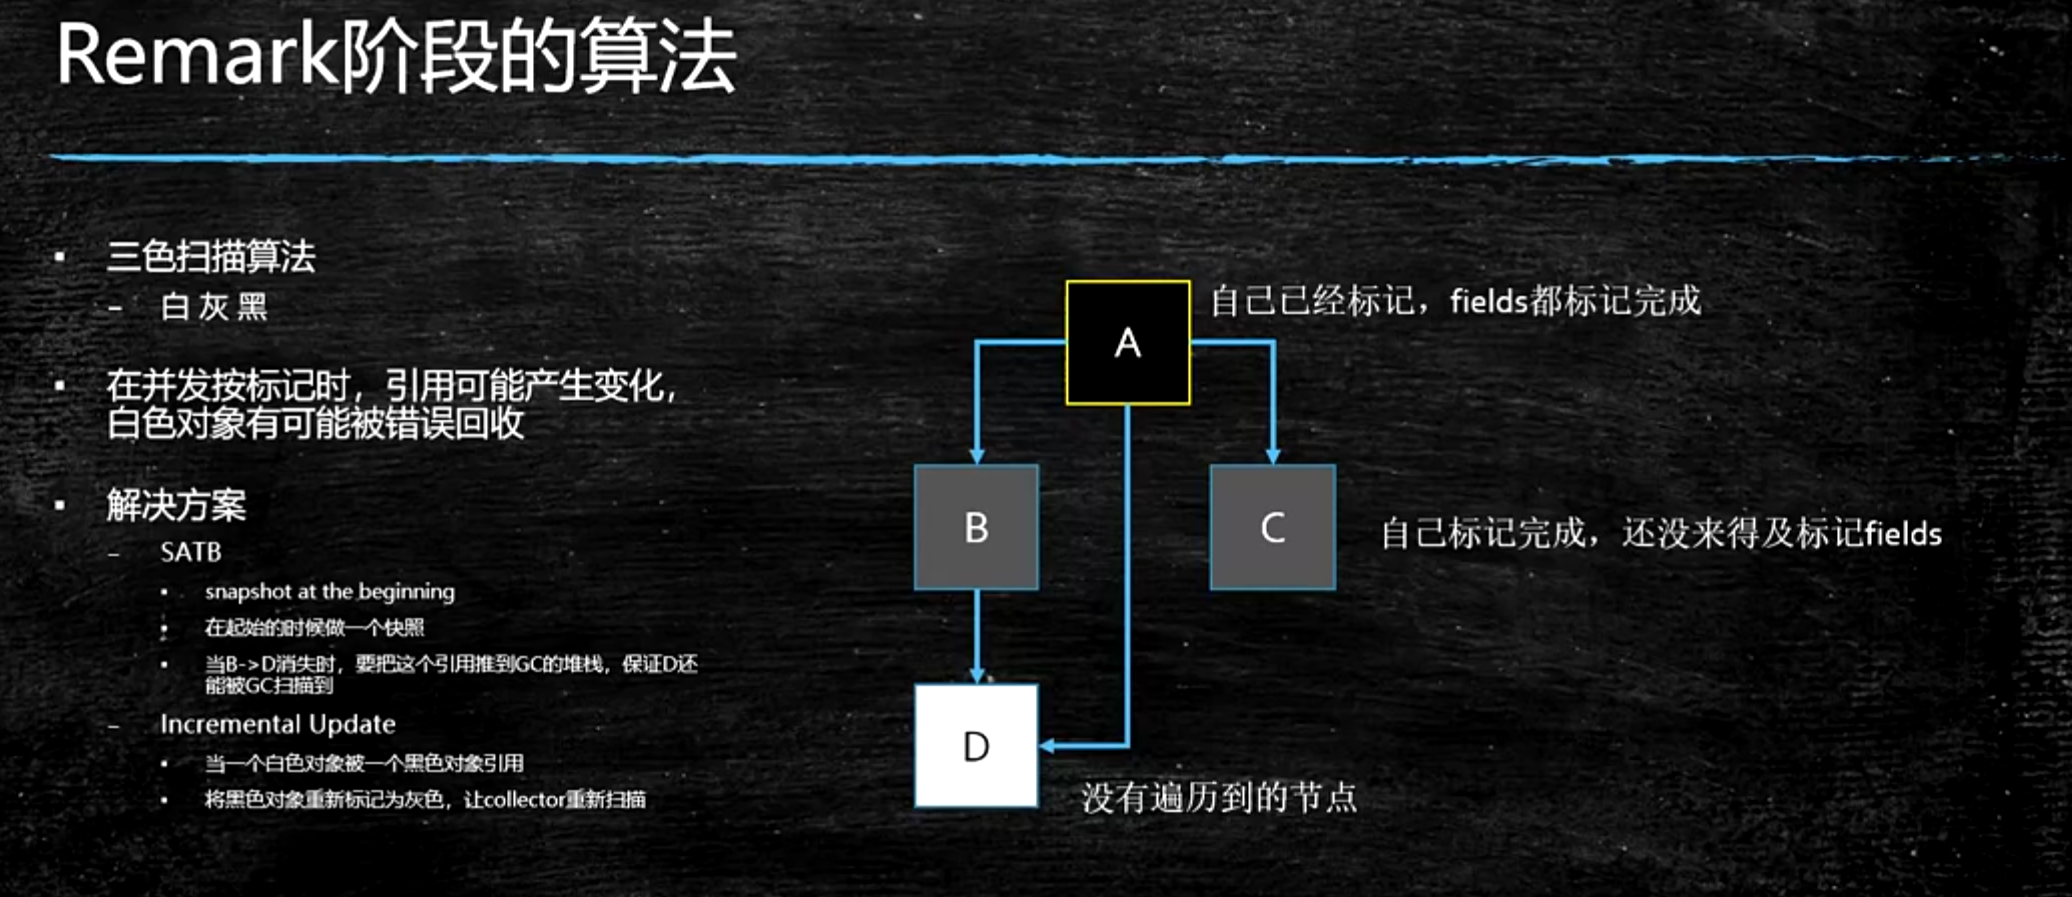 Remark阶段的算法
▪ 三色扫描算法
– 白 灰 黑
▪ 在并发按标记时，引用可能产生变化，
白色对象有可能被错误回收
▪ 解决方案
– SATB
▪ snapshot at the beginning
▪ 在起始的时候做一个快照
▪ 当B->D消失时，要把这个引用推到GC的堆栈，保证D还
能被GC扫描到
– Incremental Update
▪ 当一个白色对象被一个黑色对象引用
▪ 将黑色对象重新标记为灰色，让collector重新扫描
A
自己已经标记，fields都标记完成
B
C
自己标记完成，还没来得及标记fields
D
没有遍历到的节点